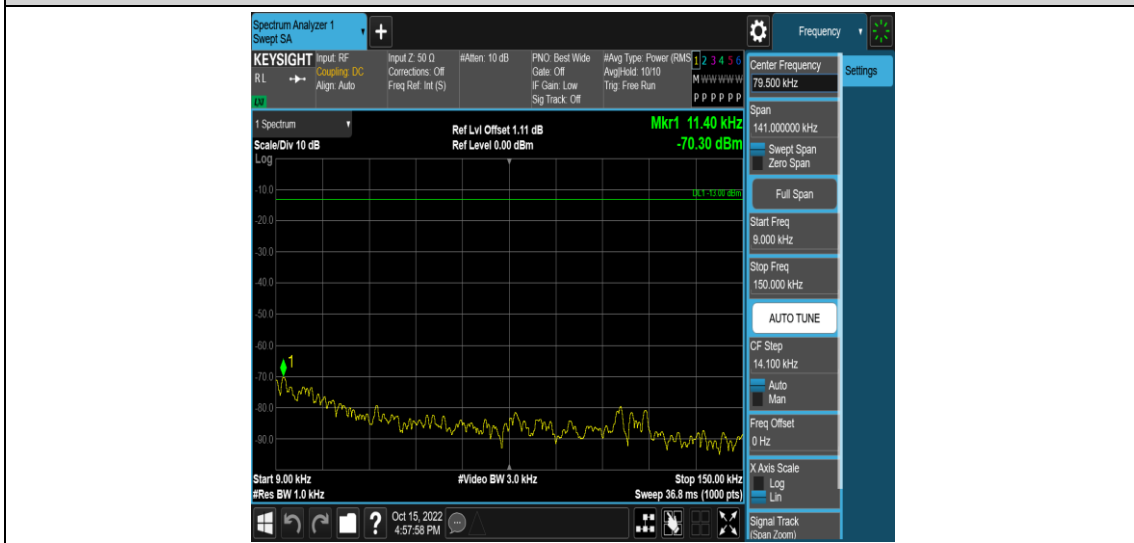 Spectrum Analyzer 1
Swept SA
+
Frequency
KEYSIGHT
RL
Input: RF
Coupling: DC
Align: Auto
Input Z: 50 Ω
Corrections: Off
Freq Ref: Int (S)
#Atten: 10 dB
PNO: Best Wide
Gate: Off
IF Gain: Low
Sig Track: Off
#Avg Type: Power (RMS
Avg|Hold: 10/10
Trig: Free Run
1 2 3 4 5 6
M W W W W W
P P P P P P
1 Spectrum
Scale/Div 10 dB
Log
Ref Lvl Offset 1.11 dB
Ref Level 0.00 dBm
Mkr1 11.40 kHz
-70.30 dBm
DL1 -13.00 dBm
-10.0
-20.0
-30.0
-40.0
-50.0
-60.0
-70.0
-80.0
-90.0
1
Start 9.00 kHz
#Res BW 1.0 kHz
#Video BW 3.0 kHz
Stop 150.00 kHz
Sweep 36.8 ms (1000 pts)
?
Oct 15, 2022
4:57:58 PM
Center Frequency
79.500 kHz
Settings
Span
141.000000 kHz
Swept Span
Zero Span
Full Span
Start Freq
9.000 kHz
Stop Freq
150.000 kHz
AUTO TUNE
CF Step
14.100 kHz
Auto
Man
Freq Offset
0 Hz
X Axis Scale
Log
Lin
Signal Track
(Span Zoom)